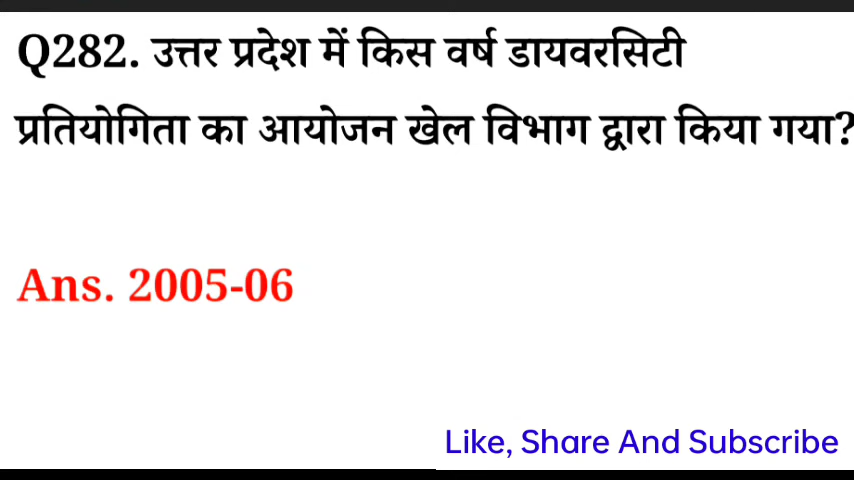 Q282. उत्तर प्रदेश में किस वर्ष डायवरसिटी
प्रतियोगिता का आयोजन खेल विभाग द्वारा किया गया?
Ans. 2005-06
Like, Share And Subscribe